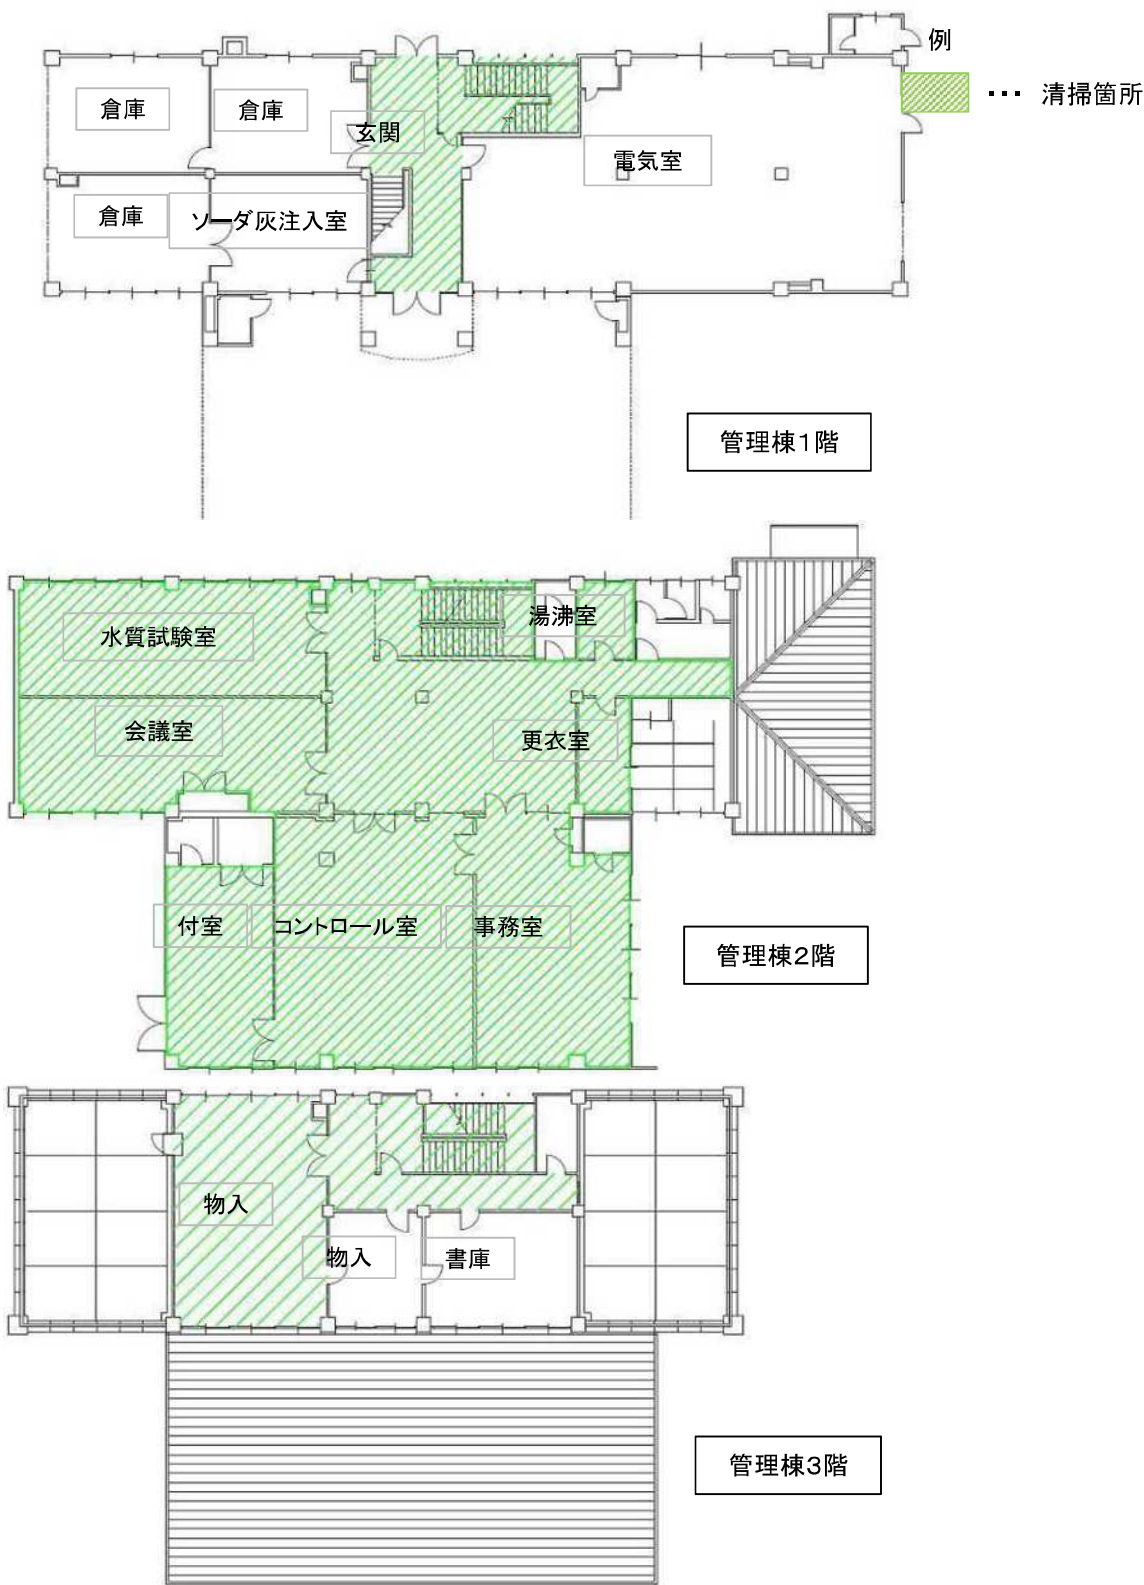 例
･･･ 清掃箇所
倉庫
倉庫
玄関
電気室
倉庫
ソーダ灰注入室
管理棟1階
水質試験室
湯沸室
会議室
更衣室
付室
コントロール室
事務室
管理棟2階
物入
物入
書庫
管理棟3階